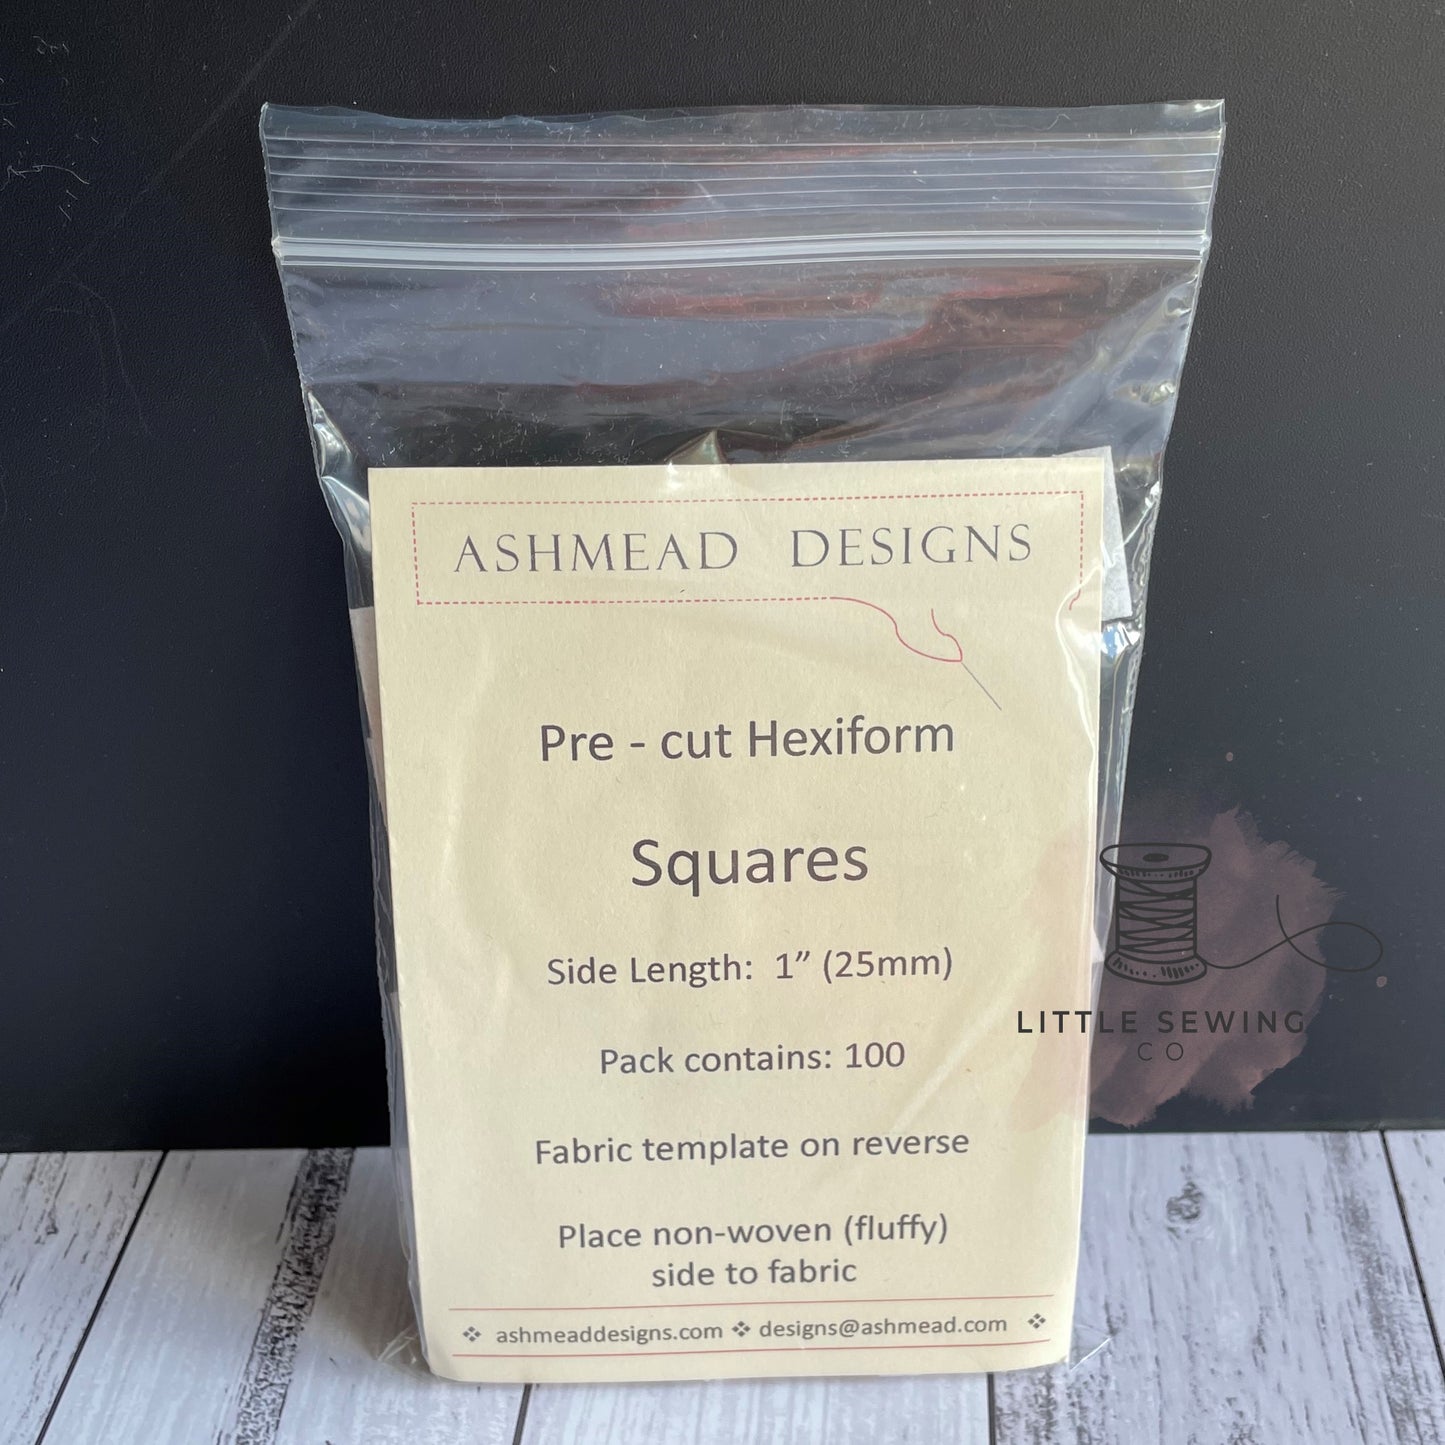 ASHMEAD DESIGNS
Pre - cut Hexiform
Squares
Side Length: 1” (25mm)
Pack contains: 100
Fabric template on reverse
Place non-woven (fluffy)
side to fabric
❖ ashmeaddesigns.com ❖ designs@ashmead.com ❖
LITTLE SEWING
CO